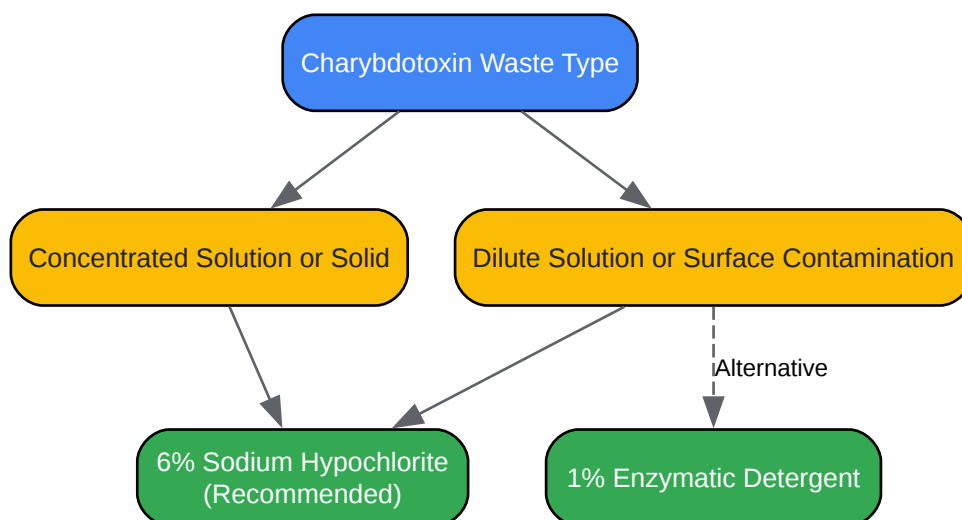 Charybdotoxin Waste Type
Concentrated Solution or Solid
Dilute Solution or Surface Contamination
Alternative
6% Sodium Hypochlorite
(Recommended)
1% Enzymatic Detergent